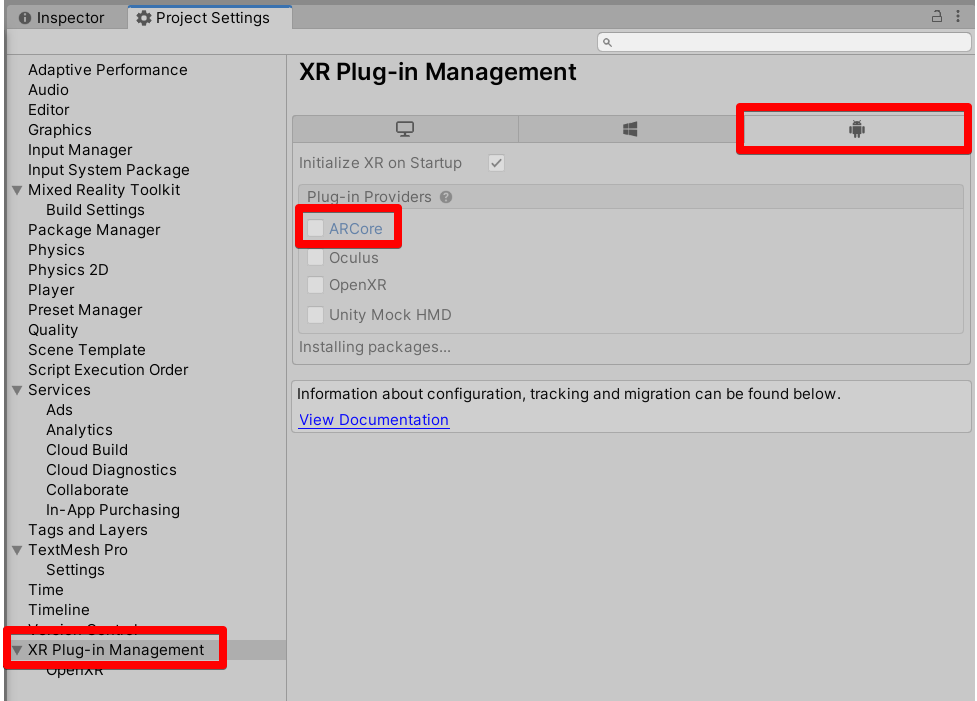 Inspector
Project Settings
Adaptive Performance
Audio
Editor
Graphics
Input Manager
Input System Package
Mixed Reality Toolkit
Build Settings
Package Manager
Physics
Physics 2D
Player
Preset Manager
Quality
Scene Template
Script Execution Order
Services
Ads
Analytics
Cloud Build
Cloud Diagnostics
Collaborate
In-App Purchasing
Tags and Layers
TextMesh Pro
Settings
Time
Timeline
Version Control
XR Plug-in Management
OpenXR
XR Plug-in Management
Initialize XR on Startup
Plug-in Providers
ARCore
Oculus
OpenXR
Unity Mock HMD
Installing packages...
Information about configuration, tracking and migration can be found below.
View Documentation